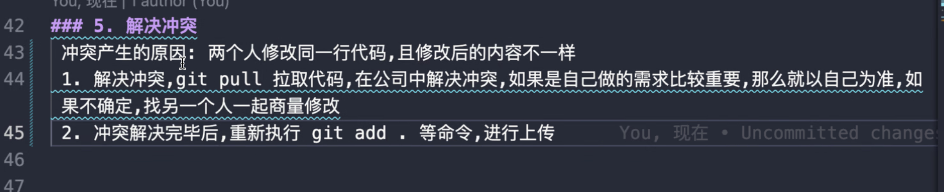 You, 现在 | 1 author (You)
42 ### 5. 解决冲突
43 冲突产生的原因: 两个人修改同一行代码,且修改后的内容不一样
44 1. 解决冲突,git pull 拉取代码,在公司中解决冲突,如果是自己做的需求比较重要,那么就以自己为准,如
果不确定,找另一个人一起商量修改
45 2. 冲突解决完毕后,重新执行 git add . 等命令,进行上传 You, 现在 • Uncommitted change
46
47